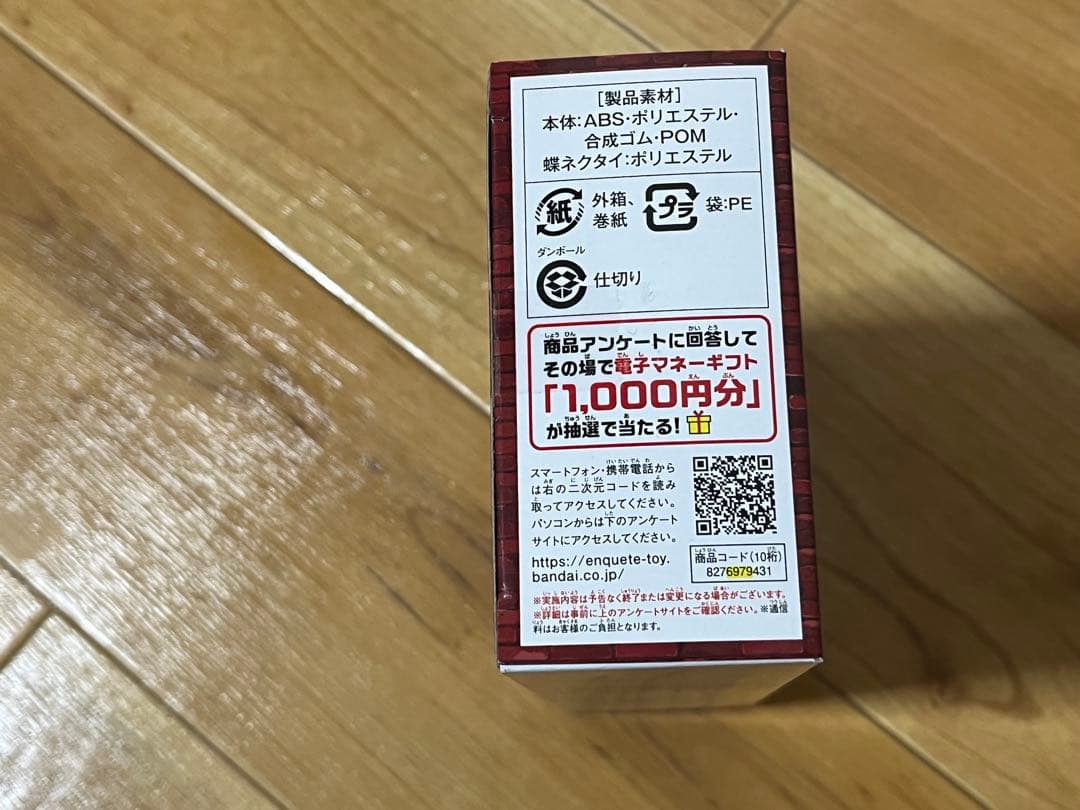 [製品素材]
本体:ABS・ポリエステル・
合成ゴム・POM
蝶ネクタイ:ポリエステル
紙
外箱、
巻紙
プラ
袋:PE
ダンボール
仕切り
商品アンケートに回答して
その場で電子マネーギフト
「1,000円分」
が抽選で当たる!
スマートフォン・携帯電話から
は右の二次元コードを読み
取ってアクセスしてください。
パソコンからは下のアンケート
サイトにアクセスしてください。
https://enquete-toy.
bandai.co.jp/
商品コード(10桁)
8276979431
※実施内容は予告なく終了または変更になる場合がございます。
※詳細は事前に上のアンケートサイトをご確認ください。※通信
料はお客様のご負担となります。